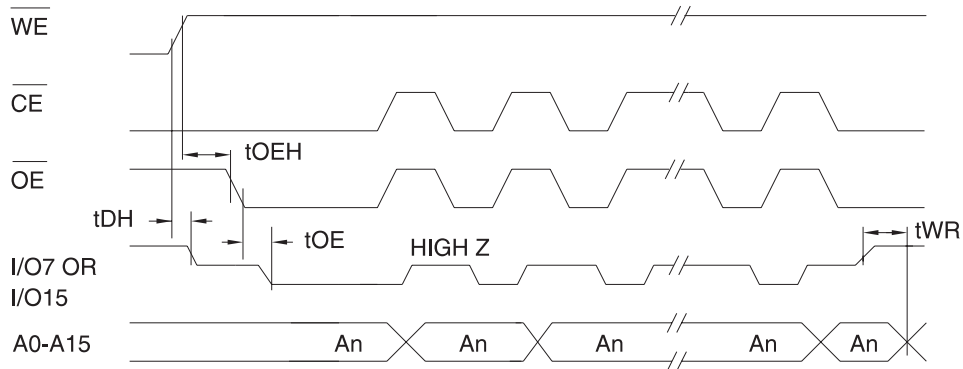 WE
CE
tOEH
OE
tDH
tOE
tWR
HIGH Z
I/O7 OR
I/O15
A0-A15 An An An An An